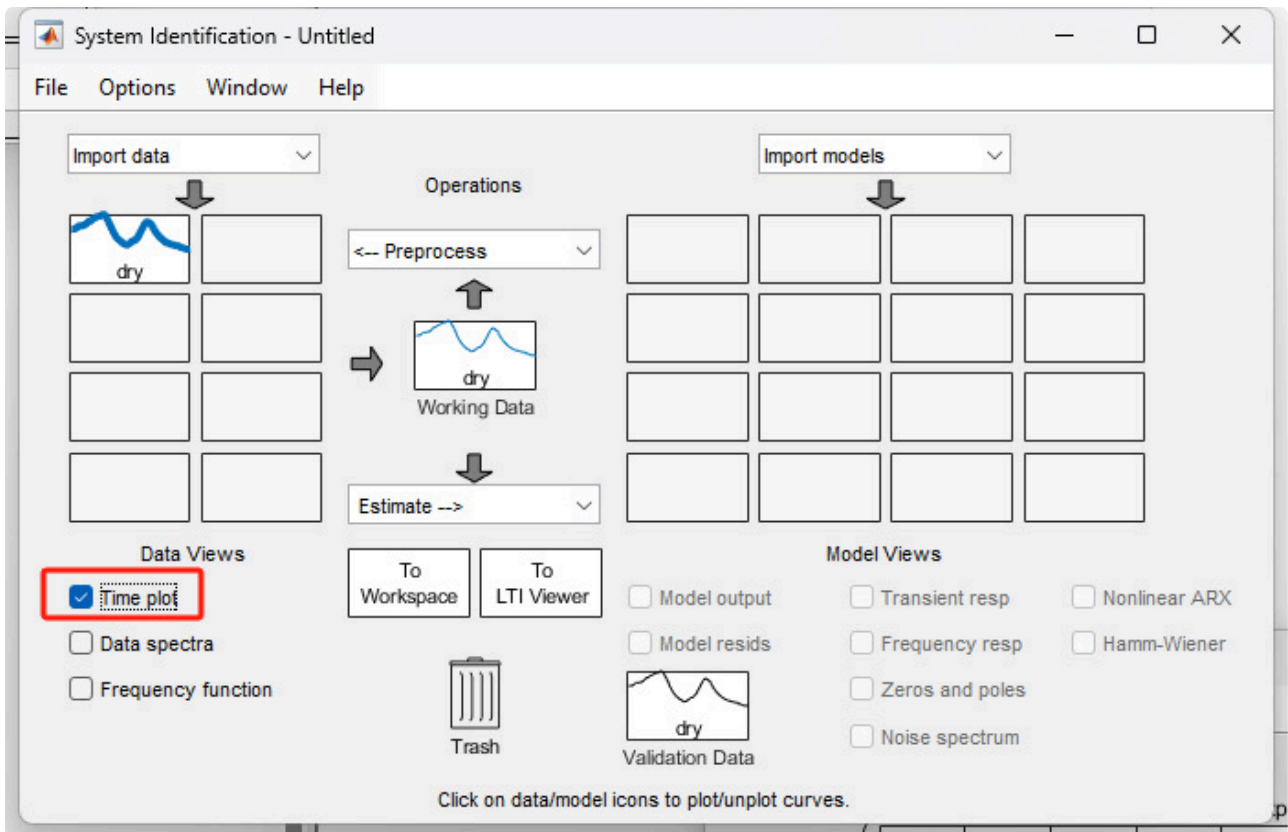 System Identification - Untitled
File Options Window Help
Import data
Import models
Operations
<-- Preprocess
dry
dry
Working Data
Estimate -->
Data Views
Model Views
To Workspace
To LTI Viewer
Time plot
Data spectra
Frequency function
Model output
Transient resp
Nonlinear ARX
Model resids
Frequency resp
Hamm-Wiener
Zeros and poles
Noise spectrum
Trash
dry
Validation Data
Click on data/model icons to plot/unplot curves.